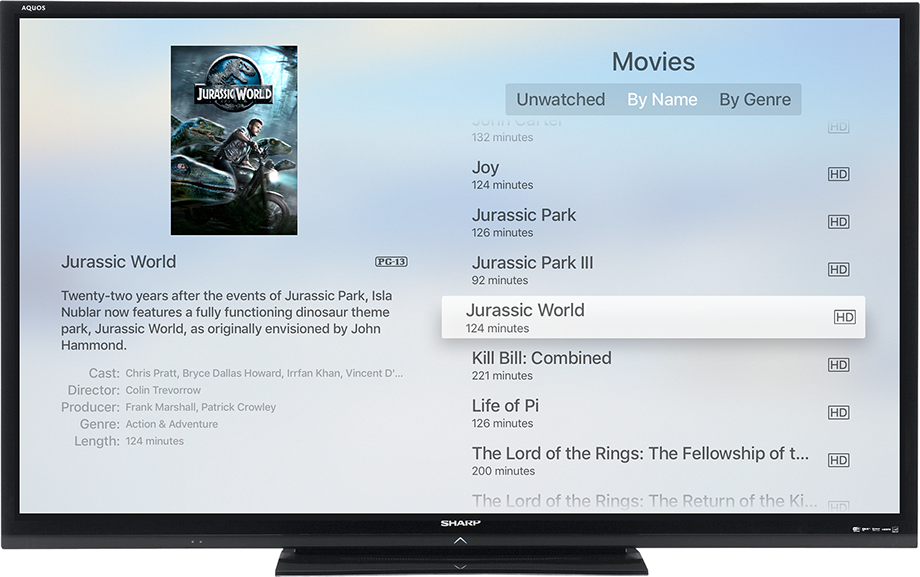 AQUOS
JURASSIC WORLD
Jurassic World
PG-13
Twenty-two years after the events of Jurassic Park, Isla
Nublar now features a fully functioning dinosaur theme
park, Jurassic World, as originally envisioned by John
Hammond.
Cast: Chris Pratt, Bryce Dallas Howard, Irrfan Khan, Vincent D'...
Director: Colin Trevorrow
Producer: Frank Marshall, Patrick Crowley
Genre: Action & Adventure
Length: 124 minutes
Movies
Unwatched By Name By Genre
John Carter HD
132 minutes
Joy HD
124 minutes
Jurassic Park HD
126 minutes
Jurassic Park III HD
92 minutes
Jurassic World HD
124 minutes
Kill Bill: Combined HD
221 minutes
Life of Pi HD
126 minutes
The Lord of the Rings: The Fellowship of t... HD
200 minutes
The Lord of the Rings: The Return of the Ki... HD
SHARP